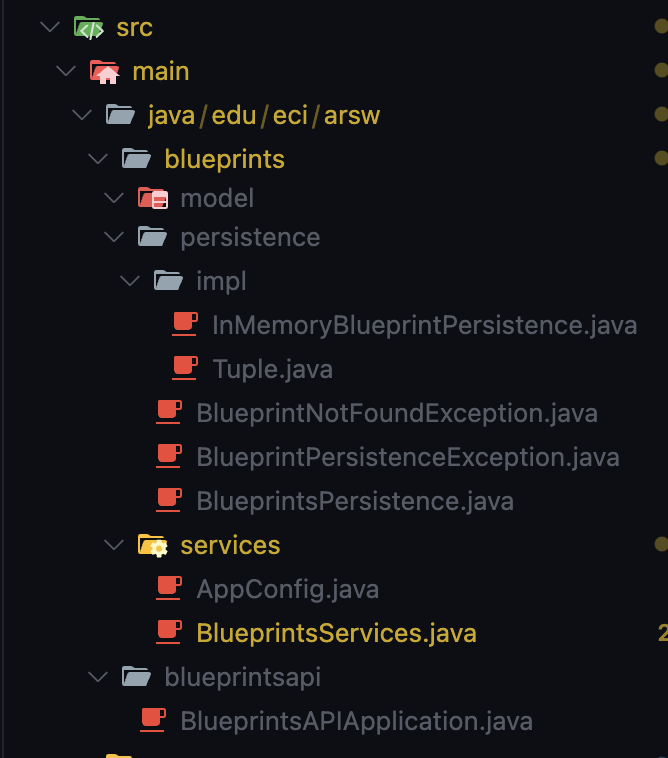 src
main
java/edu/eci/arsw
blueprints
model
persistence
impl
InMemoryBlueprintPersistence.java
Tuple.java
BlueprintNotFoundException.java
BlueprintPersistenceException.java
BlueprintsPersistence.java
services
AppConfig.java
BlueprintsServices.java 2
blueprintsapi
BlueprintsAPIApplication.java